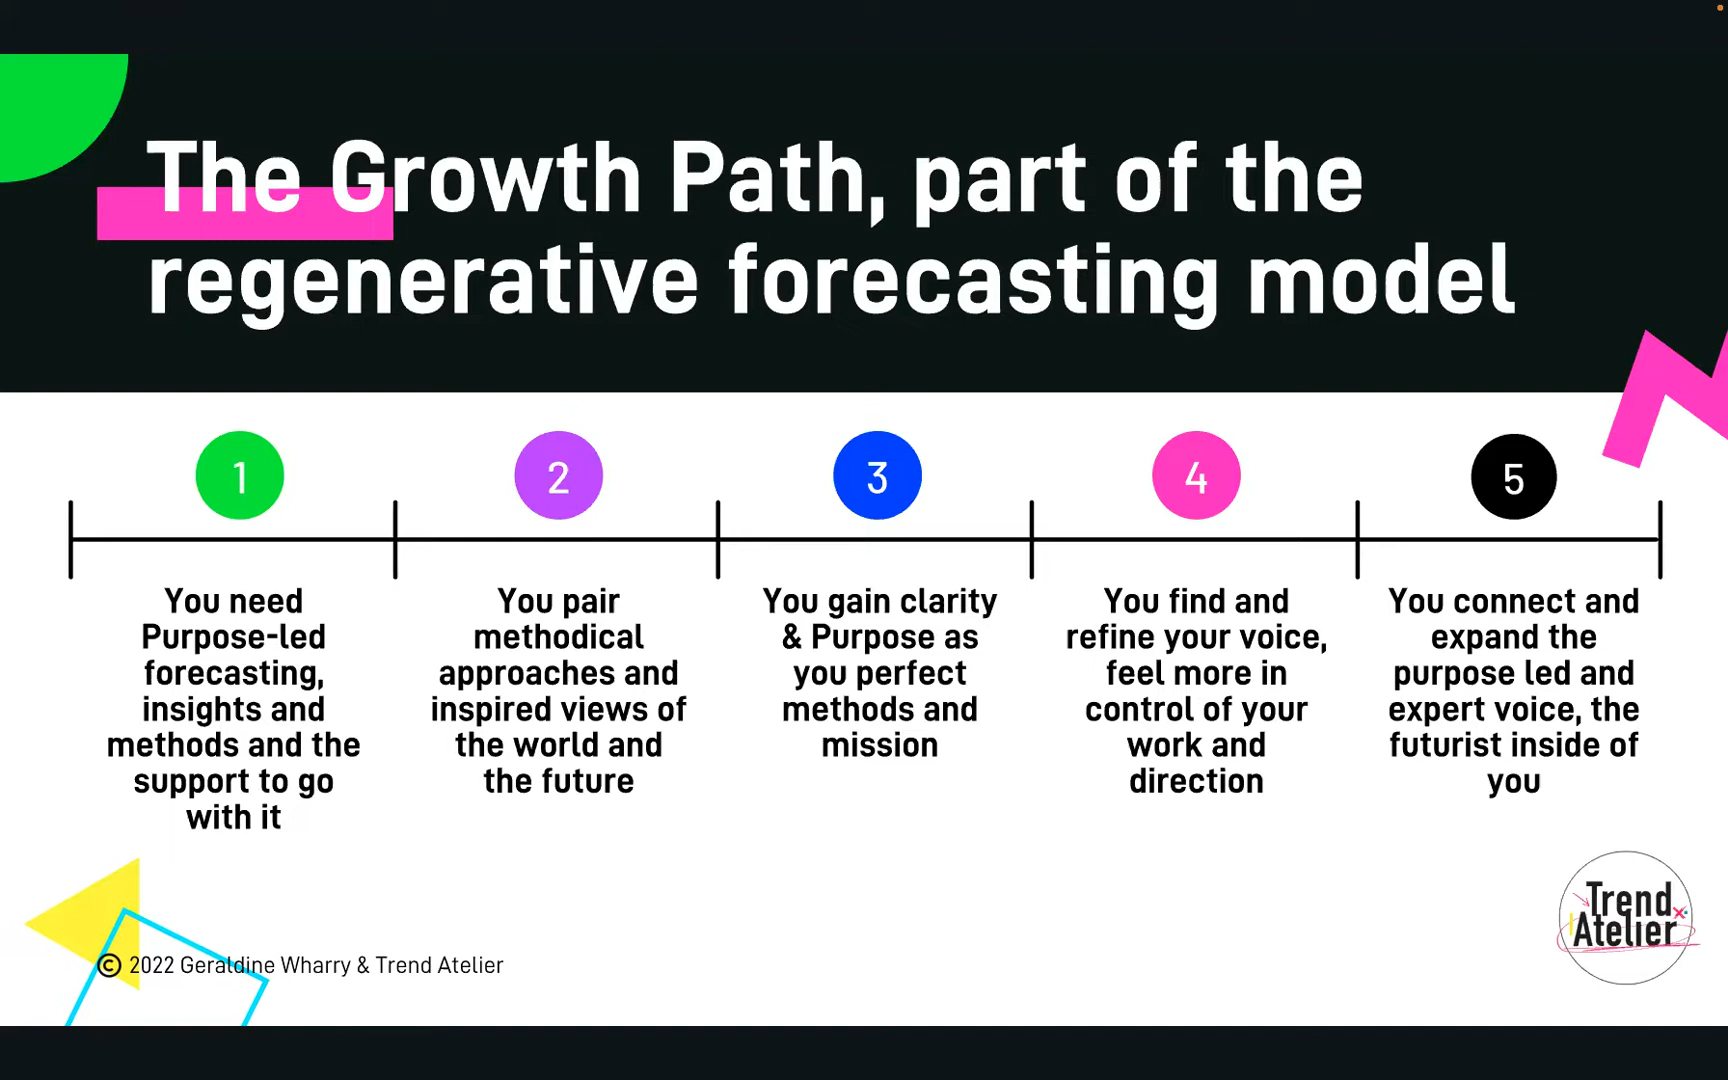 The Growth Path, part of the
regenerative forecasting model
1
You need
Purpose-led
forecasting,
insights and
methods and the
support to go
with it
2
You pair
methodical
approaches and
inspired views of
the world and
the future
3
You gain clarity
& Purpose as
you perfect
methods and
mission
4
You find and
refine your voice,
feel more in
control of your
work and
direction
5
You connect and
expand the
purpose led and
expert voice, the
futurist inside of
you
© 2022 Geraldine Wharry & Trend Atelier
Trend
Atelier